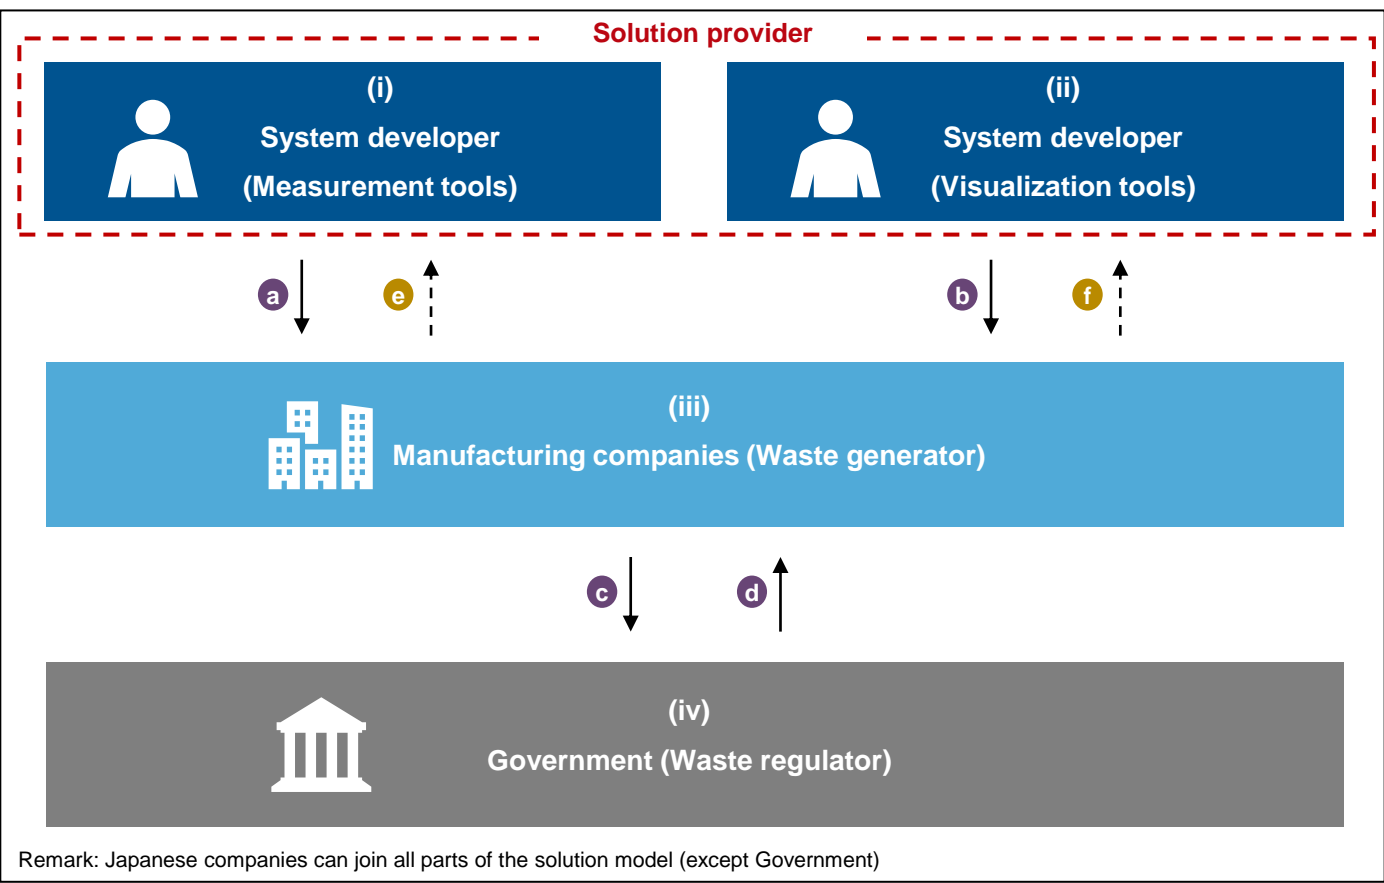 Solution provider
(i)
System developer
(Measurement tools)
(ii)
System developer
(Visualization tools)
a
e
b
f
(iii)
Manufacturing companies (Waste generator)
c
d
(iv)
Government (Waste regulator)
Remark: Japanese companies can join all parts of the solution model (except Government)